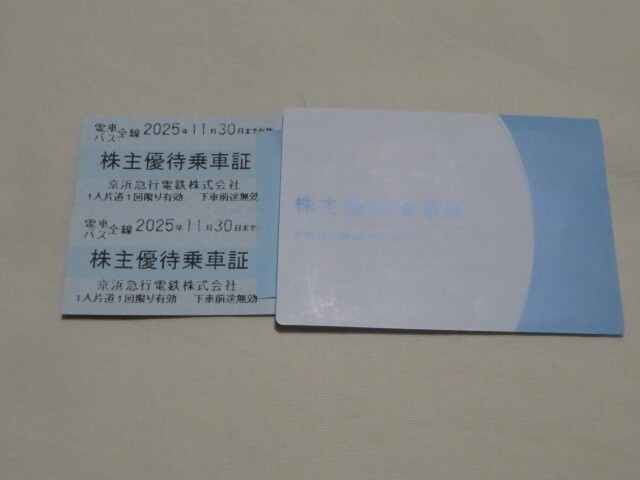 電車
バス全線 2025年11月30日まで有効
株主優待乗車証
京浜急行電鉄株式会社
1人片道1回限り有効 下車前途無効
電車
バス全線 2025年11月30日まで
株主優待乗車証
京浜急行電鉄株式会社
1人片道1回限り有効 下車前途無効
株主優待乗車証